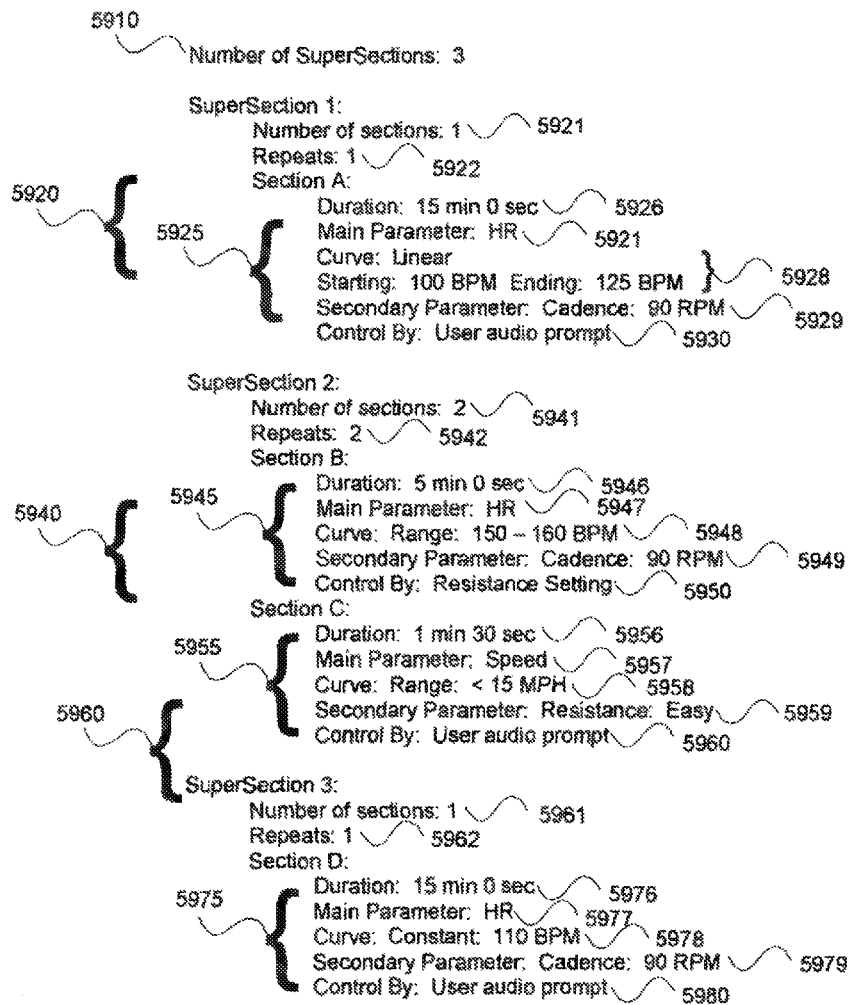 5910
Number of SuperSections: 3
SuperSection 1:
Number of sections: 1 5921
Repeats: 1 5922
5920
Section A:
Duration: 15 min 0 sec 5926
5925 Main Parameter: HR 5921
Curve: Linear
Starting: 100 BPM Ending: 125 BPM 5928
Secondary Parameter: Cadence: 90 RPM 5929
Control By: User audio prompt 5930
SuperSection 2:
Number of sections: 2 5941
Repeats: 2 5942
Section B:
5940 5945 Duration: 5 min 0 sec 5946
Main Parameter: HR 5947
Curve: Range: 150 – 160 BPM 5948
Secondary Parameter: Cadence: 90 RPM 5949
Control By: Resistance Setting 5950
Section C:
5955 Duration: 1 min 30 sec 5956
Main Parameter: Speed 5957
Curve: Range: < 15 MPH 5958
5960 Secondary Parameter: Resistance: Easy 5959
Control By: User audio prompt 5960
SuperSection 3:
Number of sections: 1 5961
Repeats: 1 5962
Section D:
5975 Duration: 15 min 0 sec 5976
Main Parameter: HR 5977
Curve: Constant: 110 BPM 5978
Secondary Parameter: Cadence: 90 RPM 5979
Control By: User audio prompt 5980